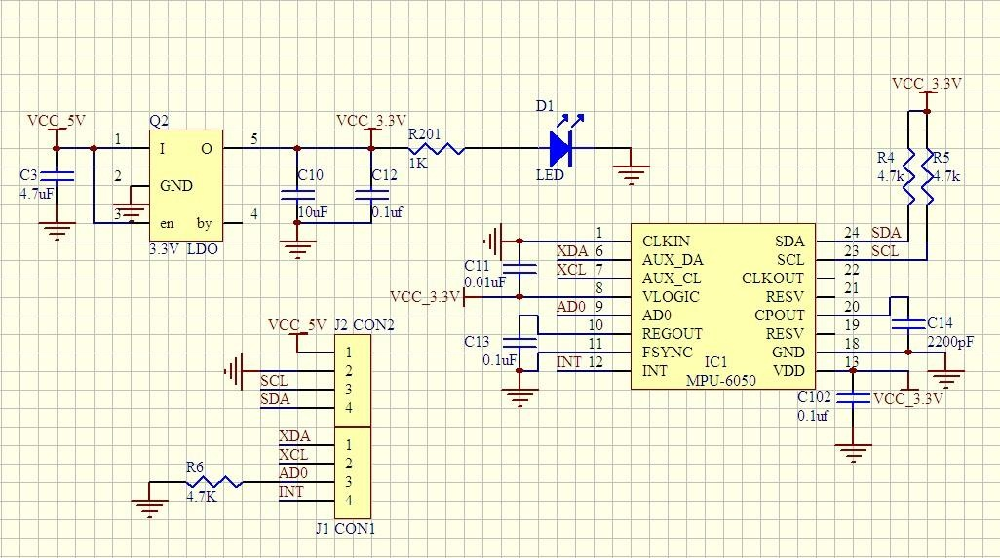 VCC_5V
Q2
1
I
O
5
C3
4.7uF
2
GND
3
en
by
4
3.3V LDO
VCC_3.3V
C10
10uF
C12
0.1uf
R201
1K
D1
LED
VCC_3.3V
R4
4.7k
R5
4.7k
C11
0.01uF
VCC_3.3V
C13
0.1uF
1
XDA 6
XCL 7
8
AD0 9
10
11
INT 12
CLKIN
AUX_DA
AUX_CL
VLOGIC
AD0
REGOUT
FSYNC
INT
SDA
SCL
CLKOUT
RESV
CPOUT
RESV
GND
VDD
IC1
MPU-6050
24 SDA
23 SCL
22
21
20
19
18
13
C14
2200pF
C102
0.1uf
VCC_3.3V
VCC_5V
J2 CON2
1
2
SCL
3
SDA
4
XDA
1
XCL
2
AD0
3
INT
4
R6
4.7K
J1 CON1